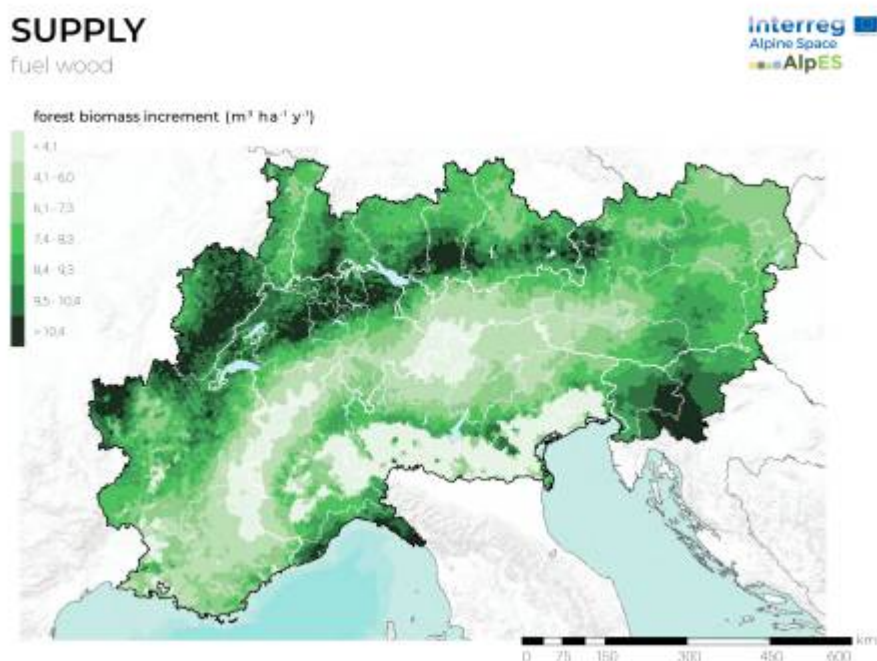 SUPPLY
fuel wood
Interreg
Alpine Space
AlpES
forest biomass increment (m³ ha⁻¹ y⁻¹)
< 4,1
4,1 - 6,0
6,1 - 7,3
7,4 - 8,3
8,4 - 9,3
9,5 - 10,4
> 10,4
km
0 75 150 300 450 600